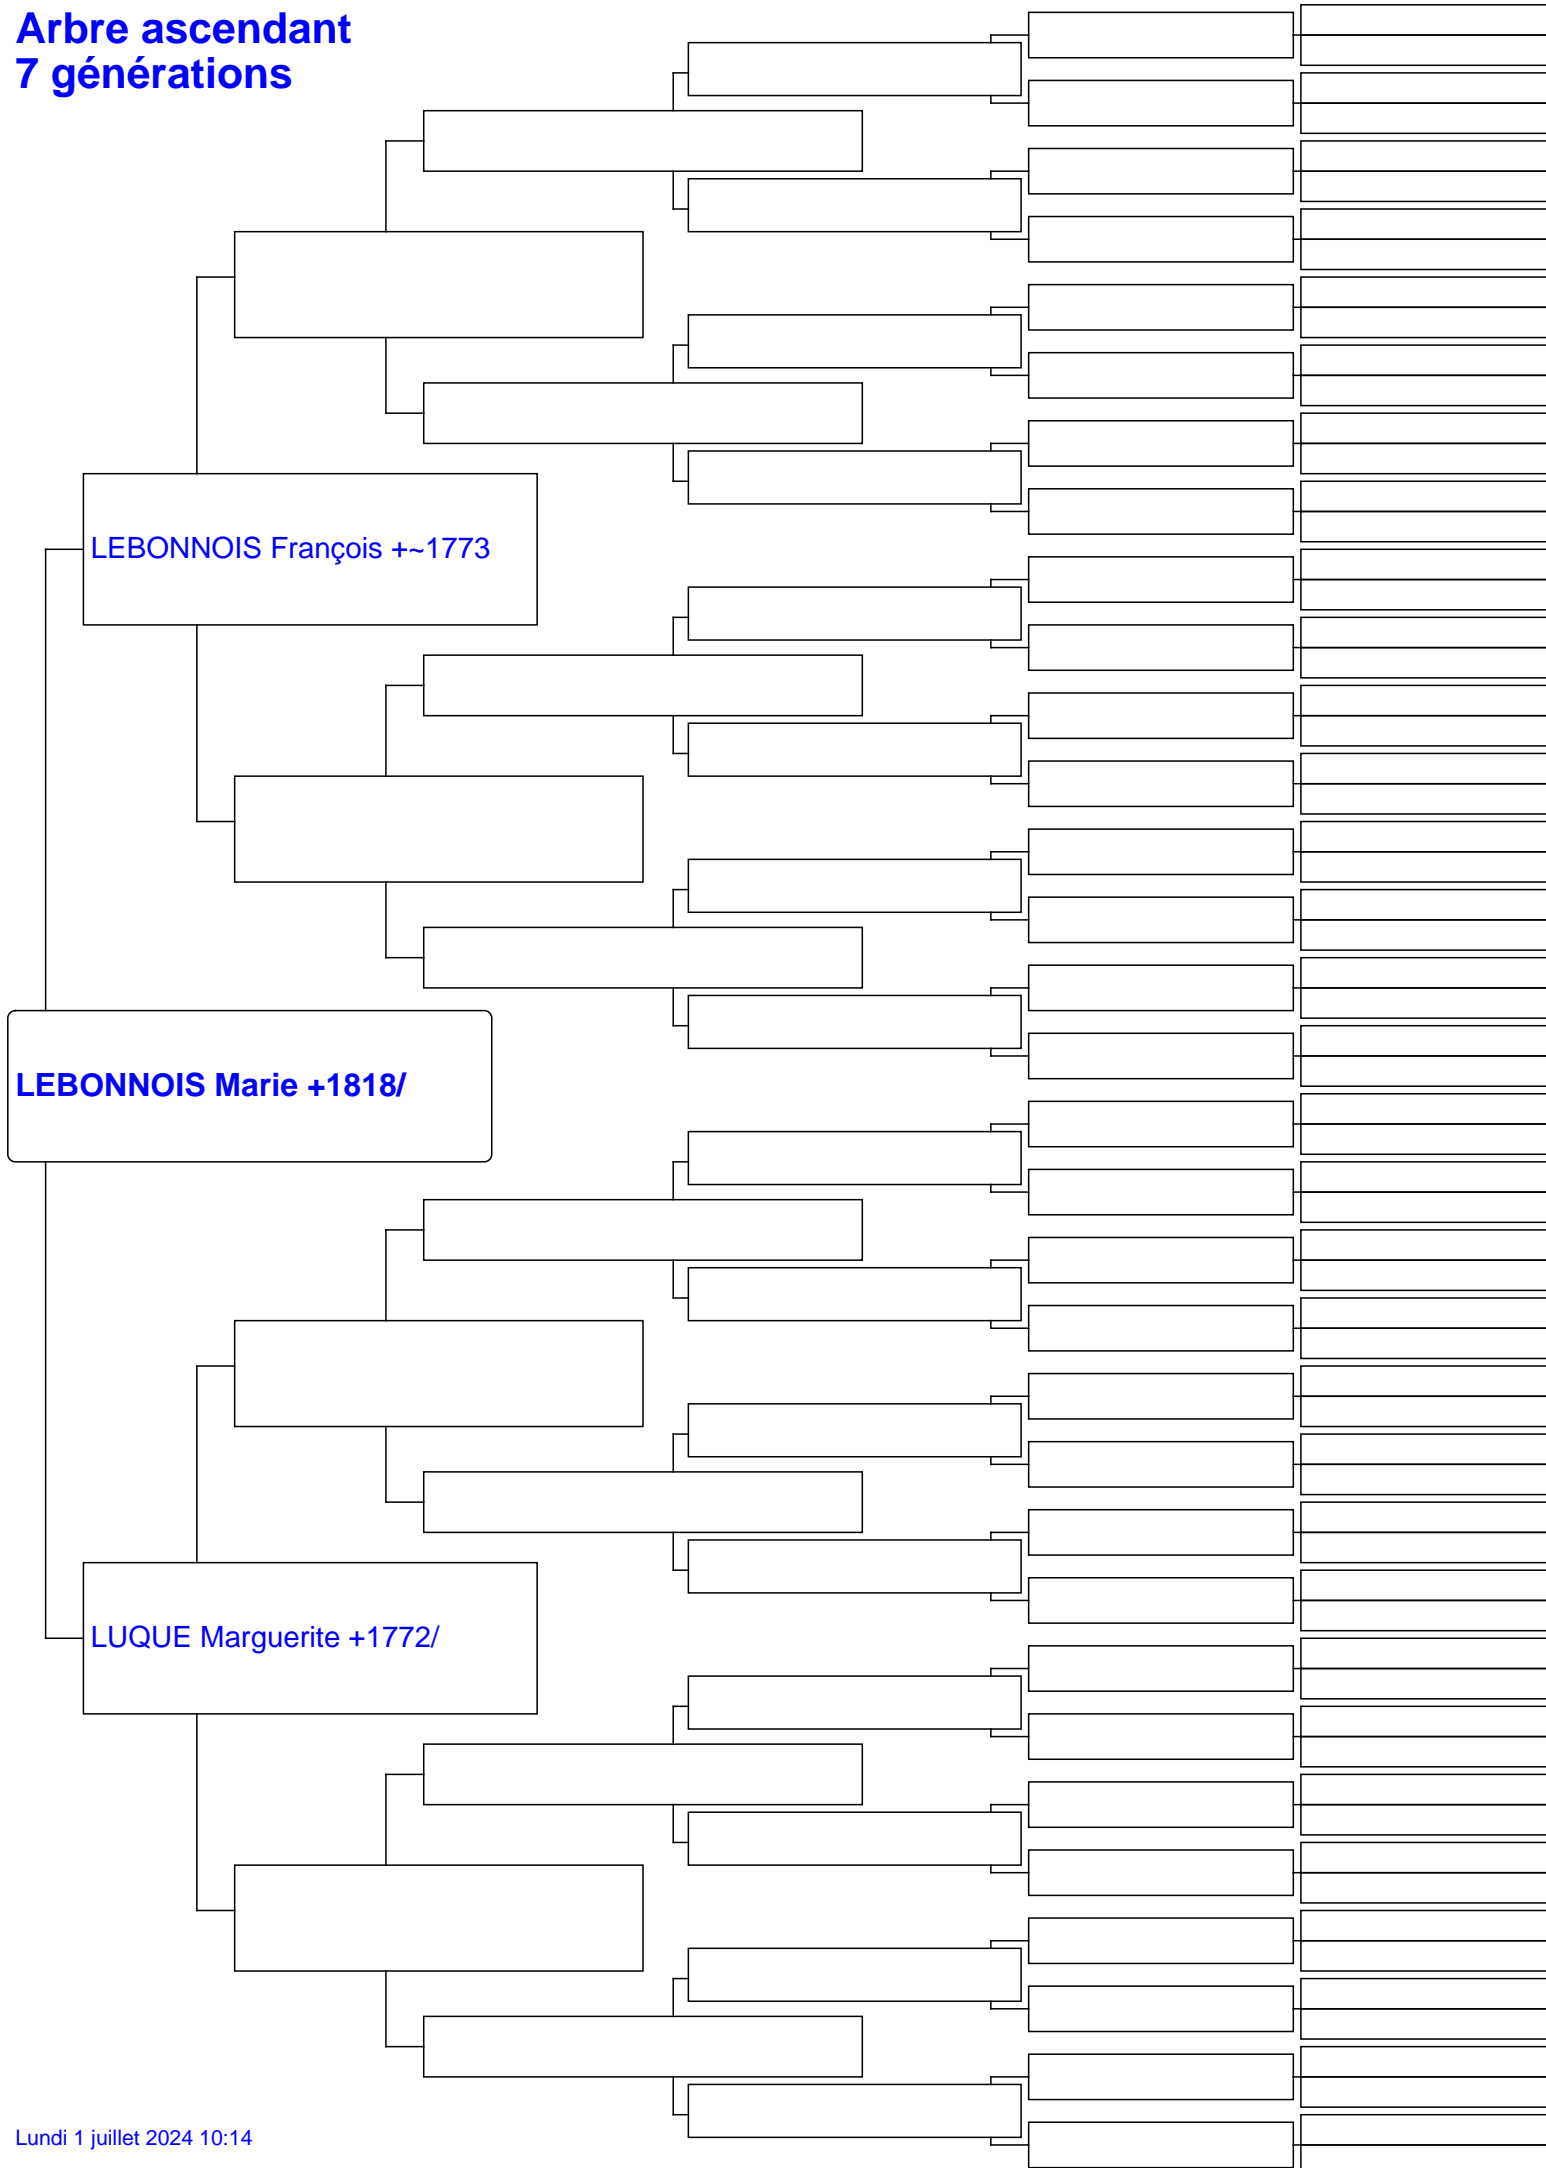 Arbre ascendant
7 générations
LEBONNOIS François +~1773
LEBONNOIS Marie +1818/
LUQUE Marguerite +1772/
Lundi 1 juillet 2024 10:14